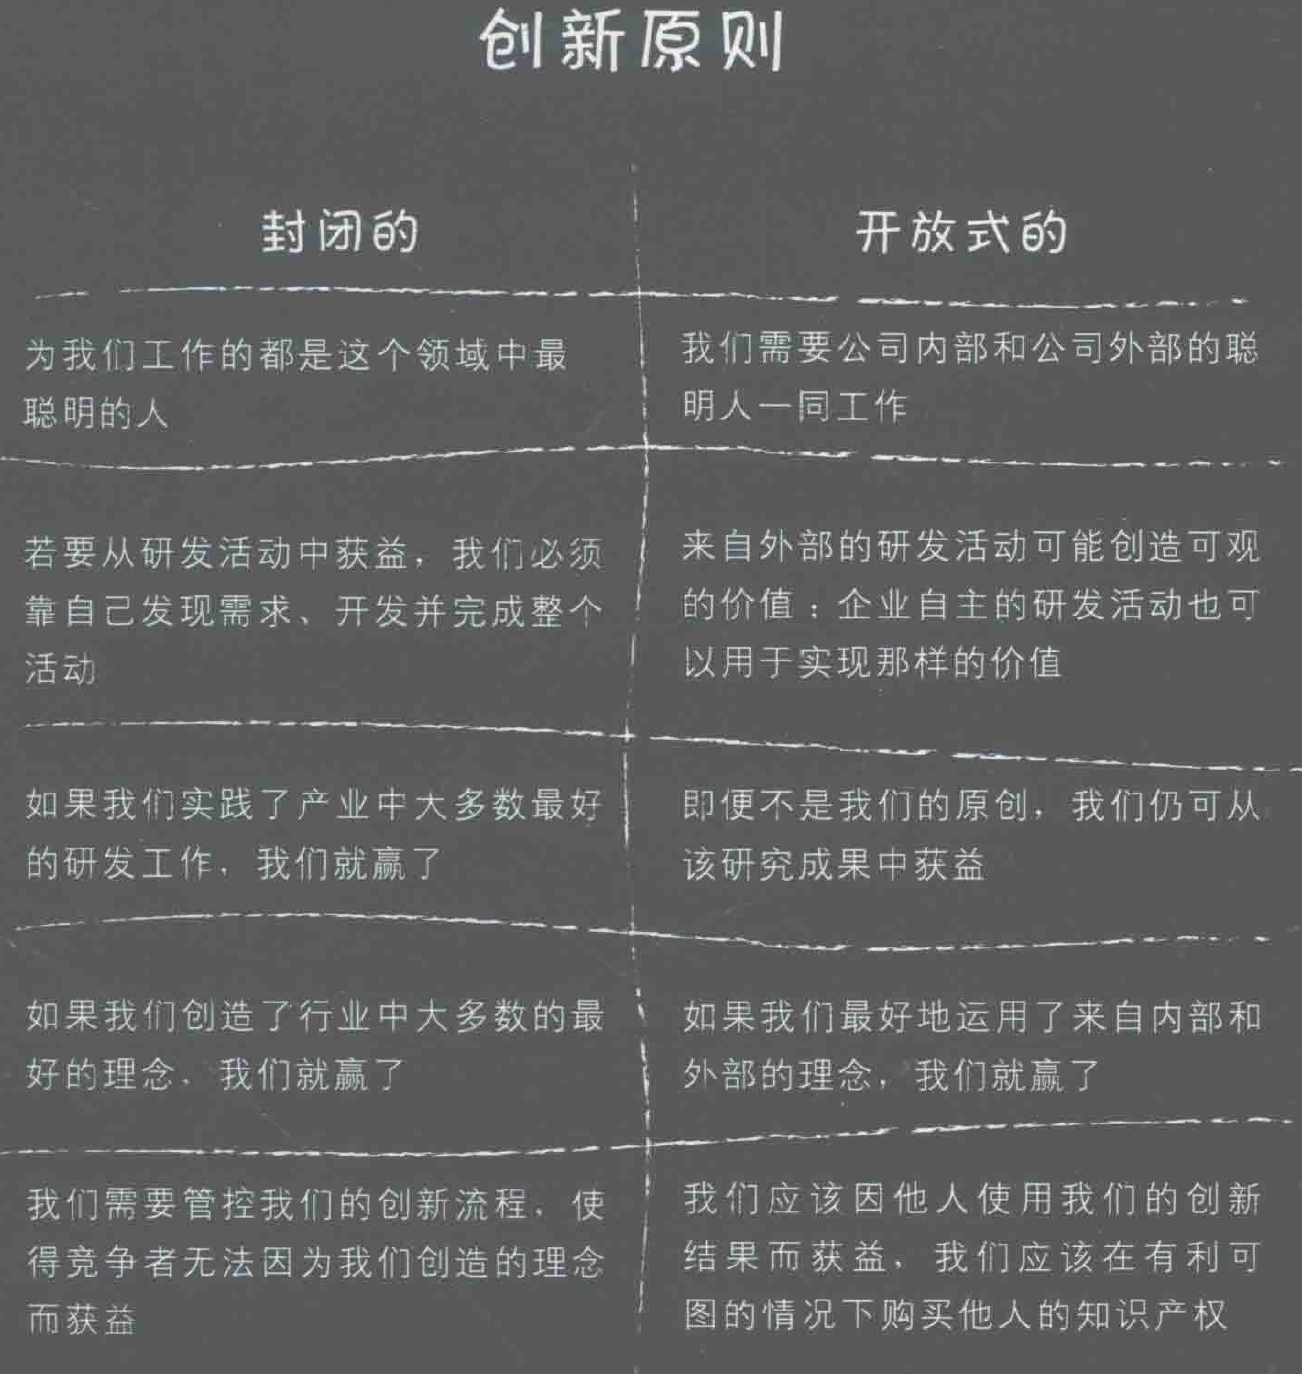 创新原则
封闭的
开放式的
为我们工作的都是这个领域中最
聪明的人
我们需要公司内部和公司外部的聪
明人一同工作
若要从研发活动中获益，我们必须
靠自己发现需求、开发并完成整个
活动
来自外部的研发活动可能创造可观
的价值；企业自主的研发活动也可
以用于实现那样的价值
如果我们实践了产业中大多数最好
的研发工作，我们就赢了
即便不是我们的原创，我们仍可从
该研究成果中获益
如果我们创造了行业中大多数的最
好的理念，我们就赢了
如果我们最好地运用了来自内部和
外部的理念，我们就赢了
我们需要管控我们的创新流程，使
得竞争者无法因为我们创造的理念
而获益
我们应该因他人使用我们的创新
结果而获益，我们应该在有利可
图的情况下购买他人的知识产权